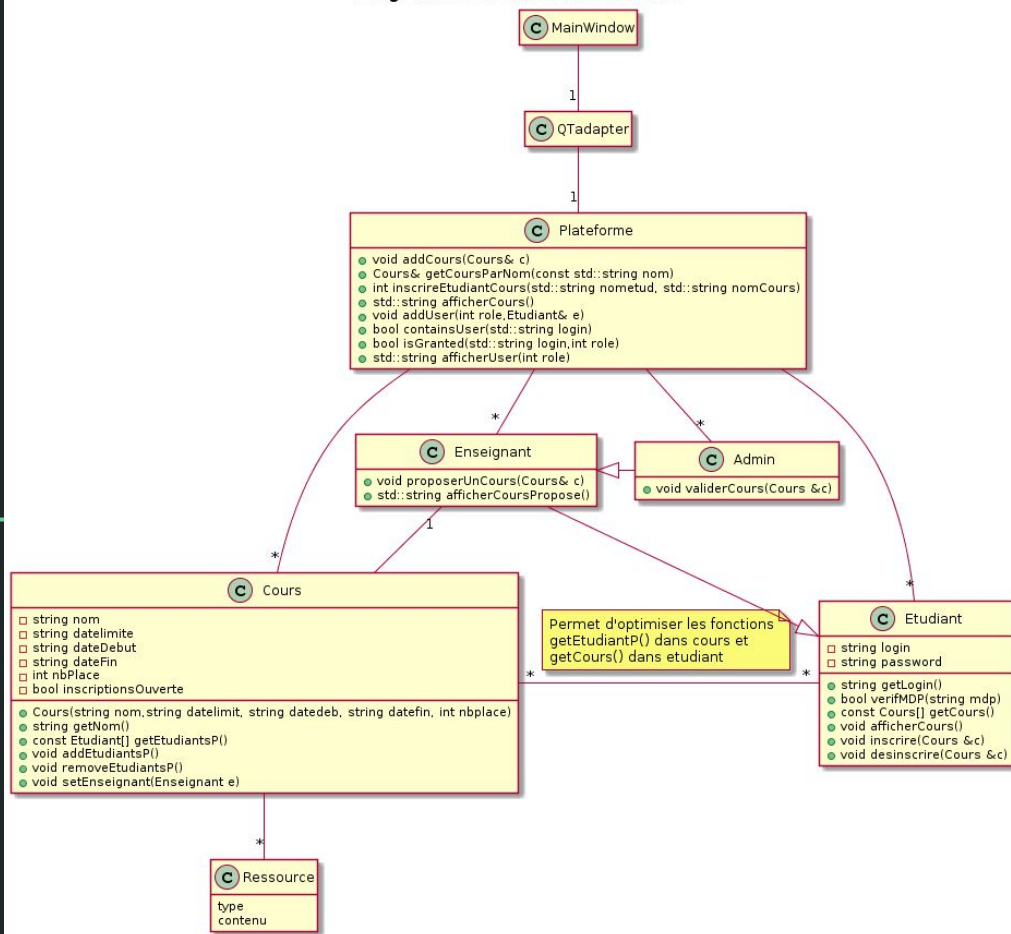 C MainWindow
1
C QTadapter
1
C Plateforme
void addCours(Cours& c)
Cours& getCoursParNom(const std::string nom)
int inscrireEtudiantCours(std::string nometud, std::string nomCours)
std::string afficherCours()
void addUser(int role,Etudiant& e)
bool containsUser(std::string login)
bool isGranted(std::string login,int role)
std::string afficherUser(int role)
*
*
C Enseignant
void proposerUnCours(Cours& c)
std::string afficherCoursPropose()
C Admin
void validerCours(Cours &c)
1
*
*
C Cours
string nom
string datelimite
string dateDebut
string dateFin
int nbPlace
bool inscriptionsOuverte
Cours(string nom,string datelimit, string datedeb, string datefin, int nbplace)
string getNom()
const Etudiant[] getEtudiantsP()
void addEtudiantsP()
void removeEtudiantsP()
void setEnseignant(Enseignant e)
Permet d'optimiser les fonctions
getEtudiantP() dans cours et
getCours() dans etudiant
*
*
C Etudiant
string login
string password
string getLogin()
bool verifMDP(string mdp)
const Cours[] getCours()
void afficherCours()
void inscrire(Cours &c)
void desinscrire(Cours &c)
*
C Ressource
type
contenu